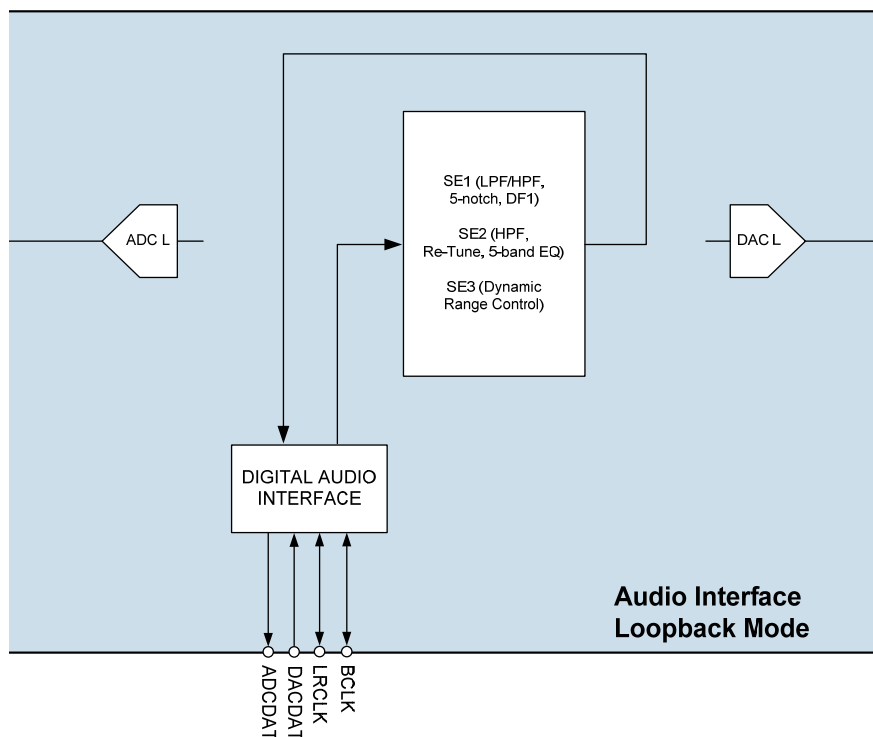 SE1 (LPF/HPF,
5-notch, DF1)
SE2 (HPF,
Re-Tune, 5-band EQ)
SE3 (Dynamic
Range Control)
ADC L
DAC L
DIGITAL AUDIO
INTERFACE
Audio Interface
Loopback Mode
ADCDAT
DACDAT
LRCLK
BCLK